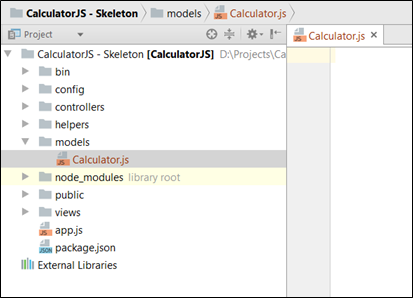 CalculatorJS - Skeleton models Calculator.js
Project Calculator.js
CalculatorJS - Skeleton [CalculatorJS] D:\Projects\Ca
bin
config
controllers
helpers
models
Calculator.js
node_modules library root
public
views
app.js
package.json
External Libraries